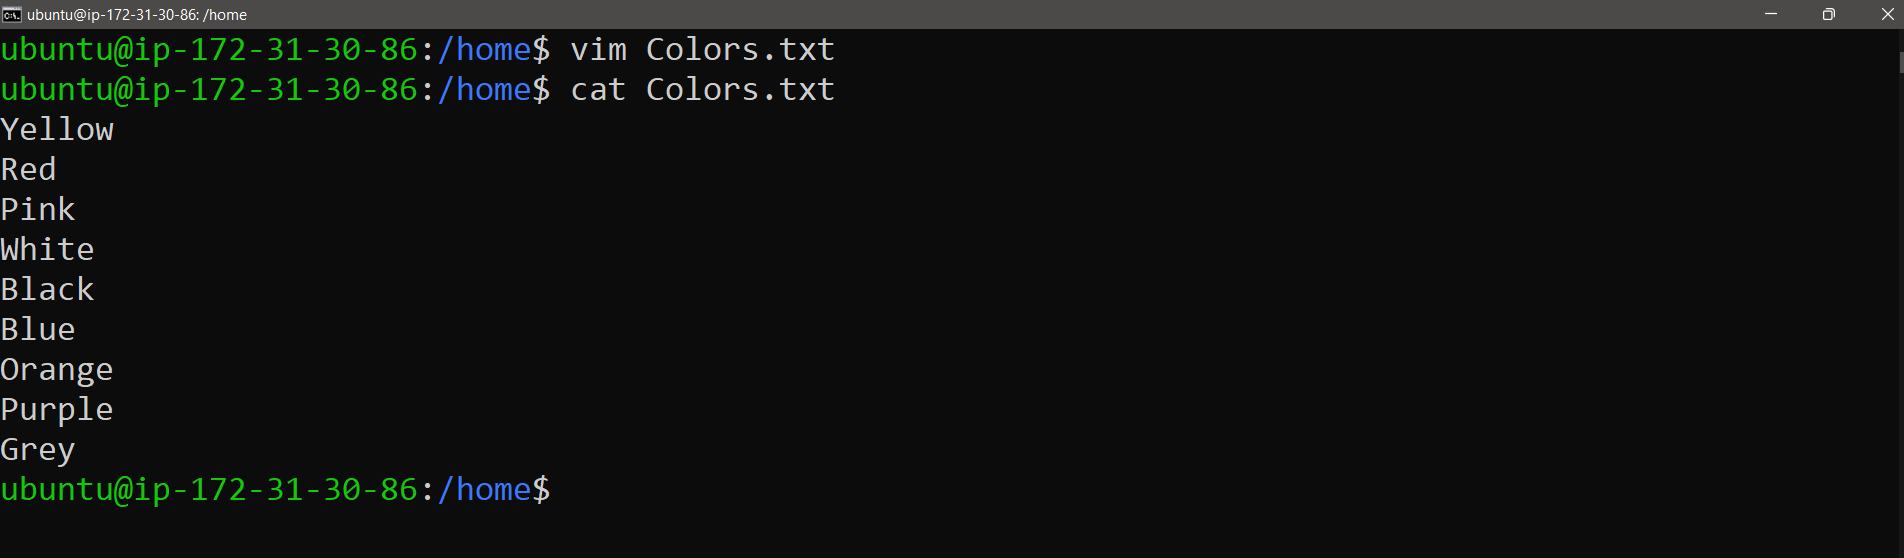 ubuntu@ip-172-31-30-86: /home
ubuntu@ip-172-31-30-86:/home$ vim Colors.txt
ubuntu@ip-172-31-30-86:/home$ cat Colors.txt
Yellow
Red
Pink
White
Black
Blue
Orange
Purple
Grey
ubuntu@ip-172-31-30-86:/home$